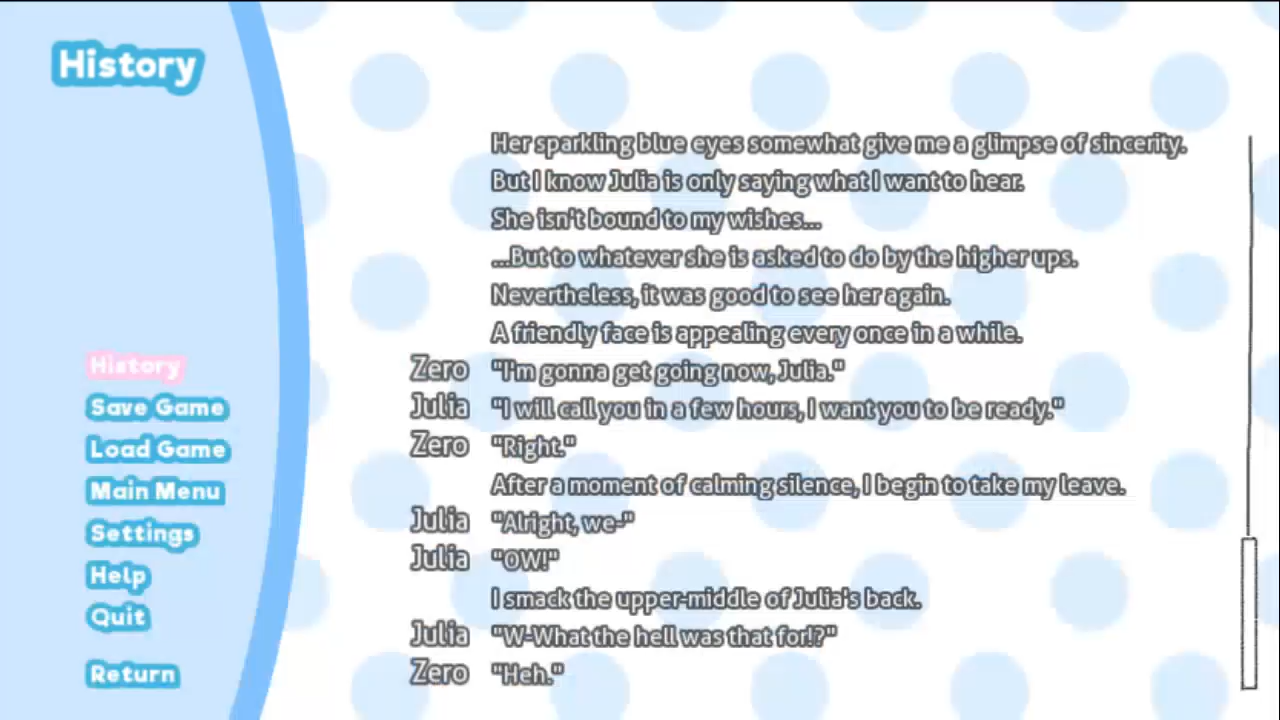 History
Her sparkling blue eyes somewhat give me a glimpse of sincerity.
But I know Julia is only saying what I want to hear.
She isn't bound to my wishes...
...But to whatever she is asked to do by the higher ups.
Nevertheless, it was good to see her again.
A friendly face is appealing every once in a while.
Zero "I'm gonna get going now, Julia."
Julia "I will call you in a few hours, I want you to be ready."
Zero "Right."
After a moment of calming silence, I begin to take my leave.
Julia "Alright, we-"
Julia "OW!"
I smack the upper-middle of Julia's back.
Julia "W-What the hell was that for!?"
Zero "Heh."
History
Save Game
Load Game
Main Menu
Settings
Help
Quit
Return